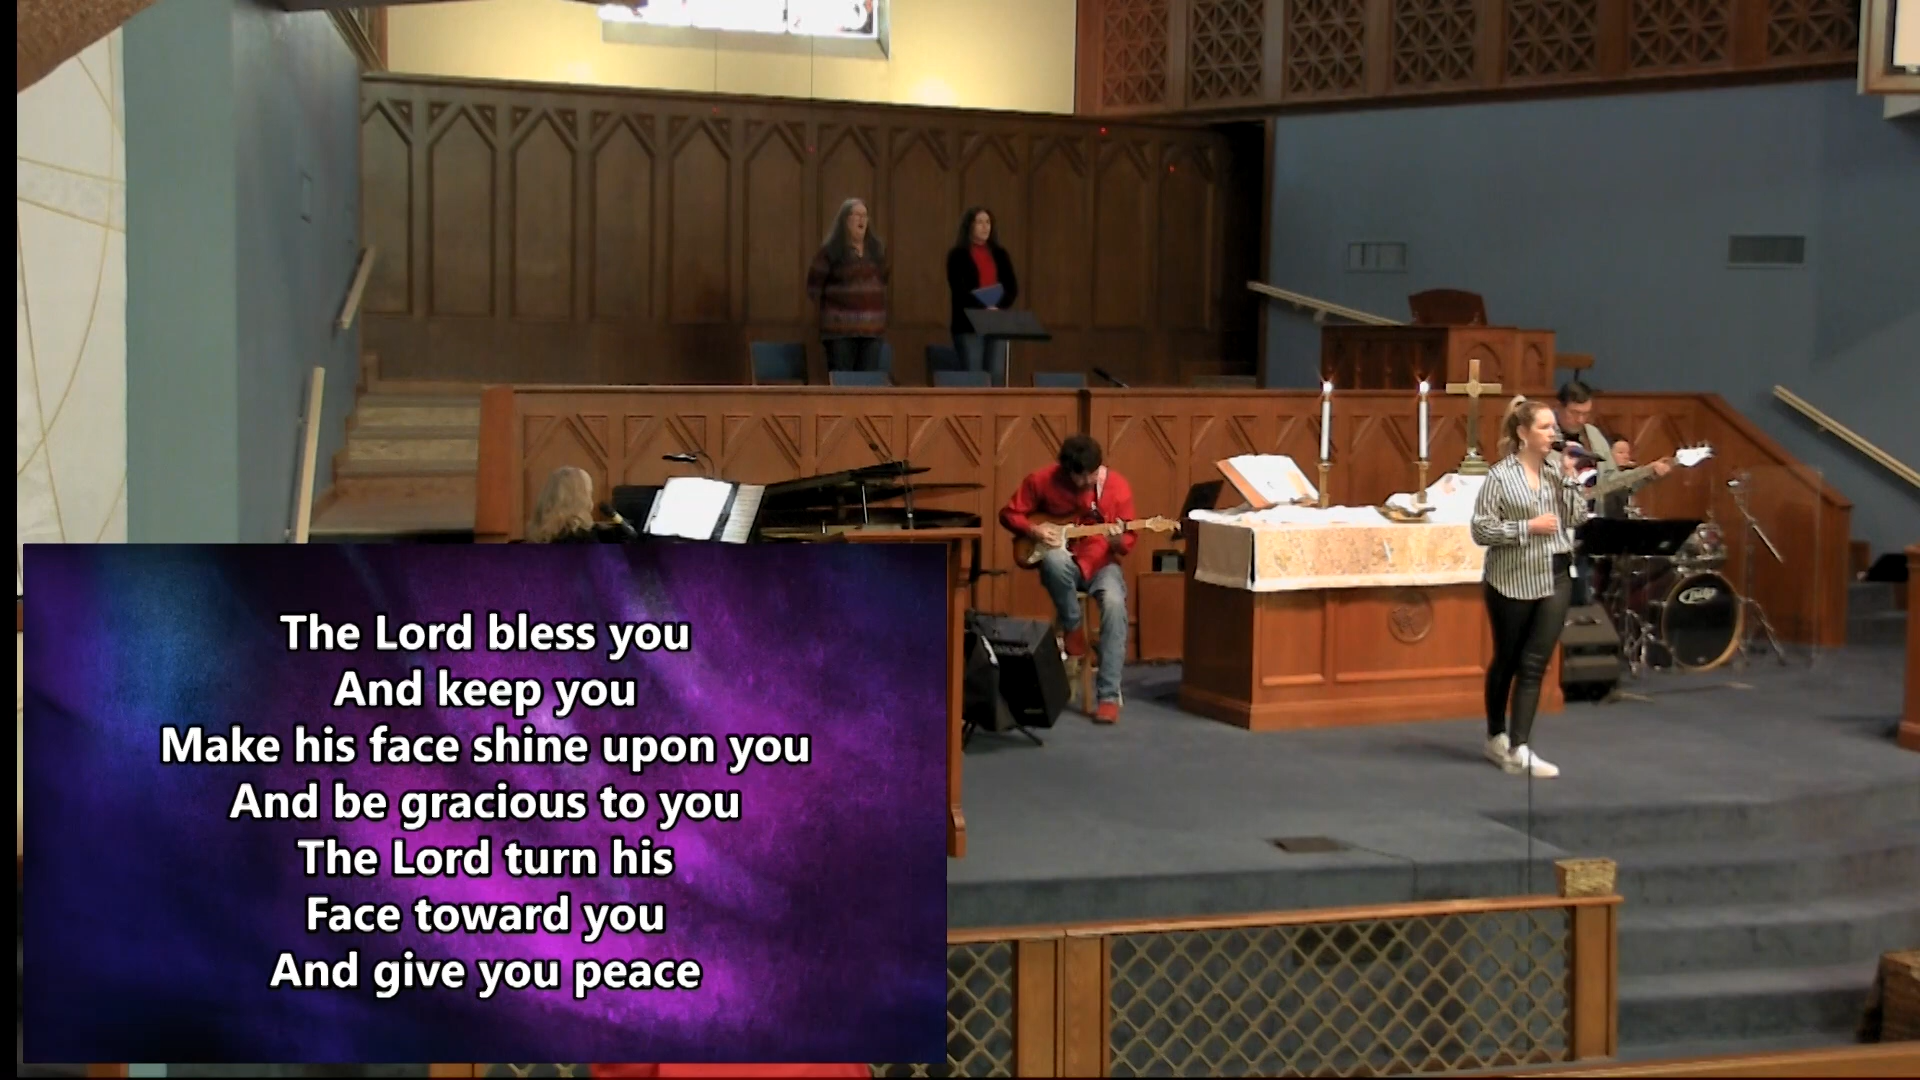 The Lord bless you
And keep you
Make his face shine upon you
And be gracious to you
The Lord turn his
Face toward you
And give you peace